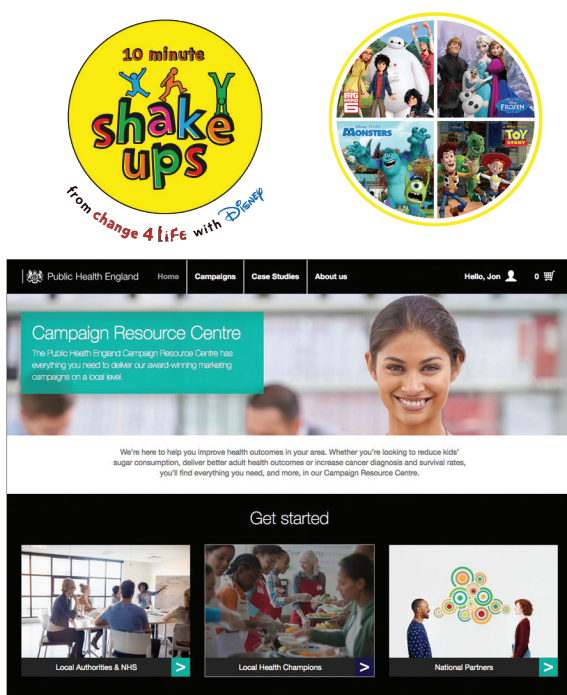 10 minute
shake
ups
from change 4 LiFE with Disney
BIG
HERO
6
Disney
FROZEN
DISNEY·PIXAR
MONSTERS
TOY
STORY
Public Health England
Home
Campaigns
Case Studies
About us
Hello, Jon
0
Campaign Resource Centre
The Public Health England Campaign Resource Centre has
everything you need to deliver our award-winning marketing
campaigns on a local level.
We're here to help you improve health outcomes in your area. Whether you're looking to reduce kids'
sugar consumption, deliver better adult health outcomes or increase cancer diagnosis and survival rates,
you'll find everything you need, and more, in our Campaign Resource Centre.
Get started
Local Authorities & NHS >
Local Health Champions >
National Partners >